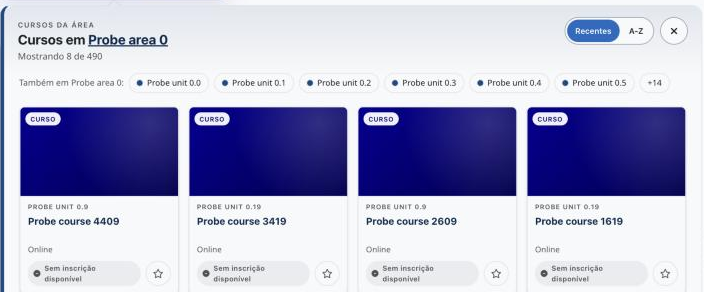 CURSOS DA ÁREA
Cursos em Probe area 0
Mostrando 8 de 490
Recentes A-Z ×
Também em Probe area 0: Probe unit 0.0 Probe unit 0.1 Probe unit 0.2 Probe unit 0.3 Probe unit 0.4 Probe unit 0.5 +14
CURSO CURSO CURSO CURSO
PROBE UNIT 0.9 PROBE UNIT 0.19 PROBE UNIT 0.9 PROBE UNIT 0.19
Probe course 4409 Probe course 3419 Probe course 2609 Probe course 1619
Online Online Online Online
Sem inscrição Sem inscrição Sem inscrição Sem inscrição
disponível disponível disponível disponível